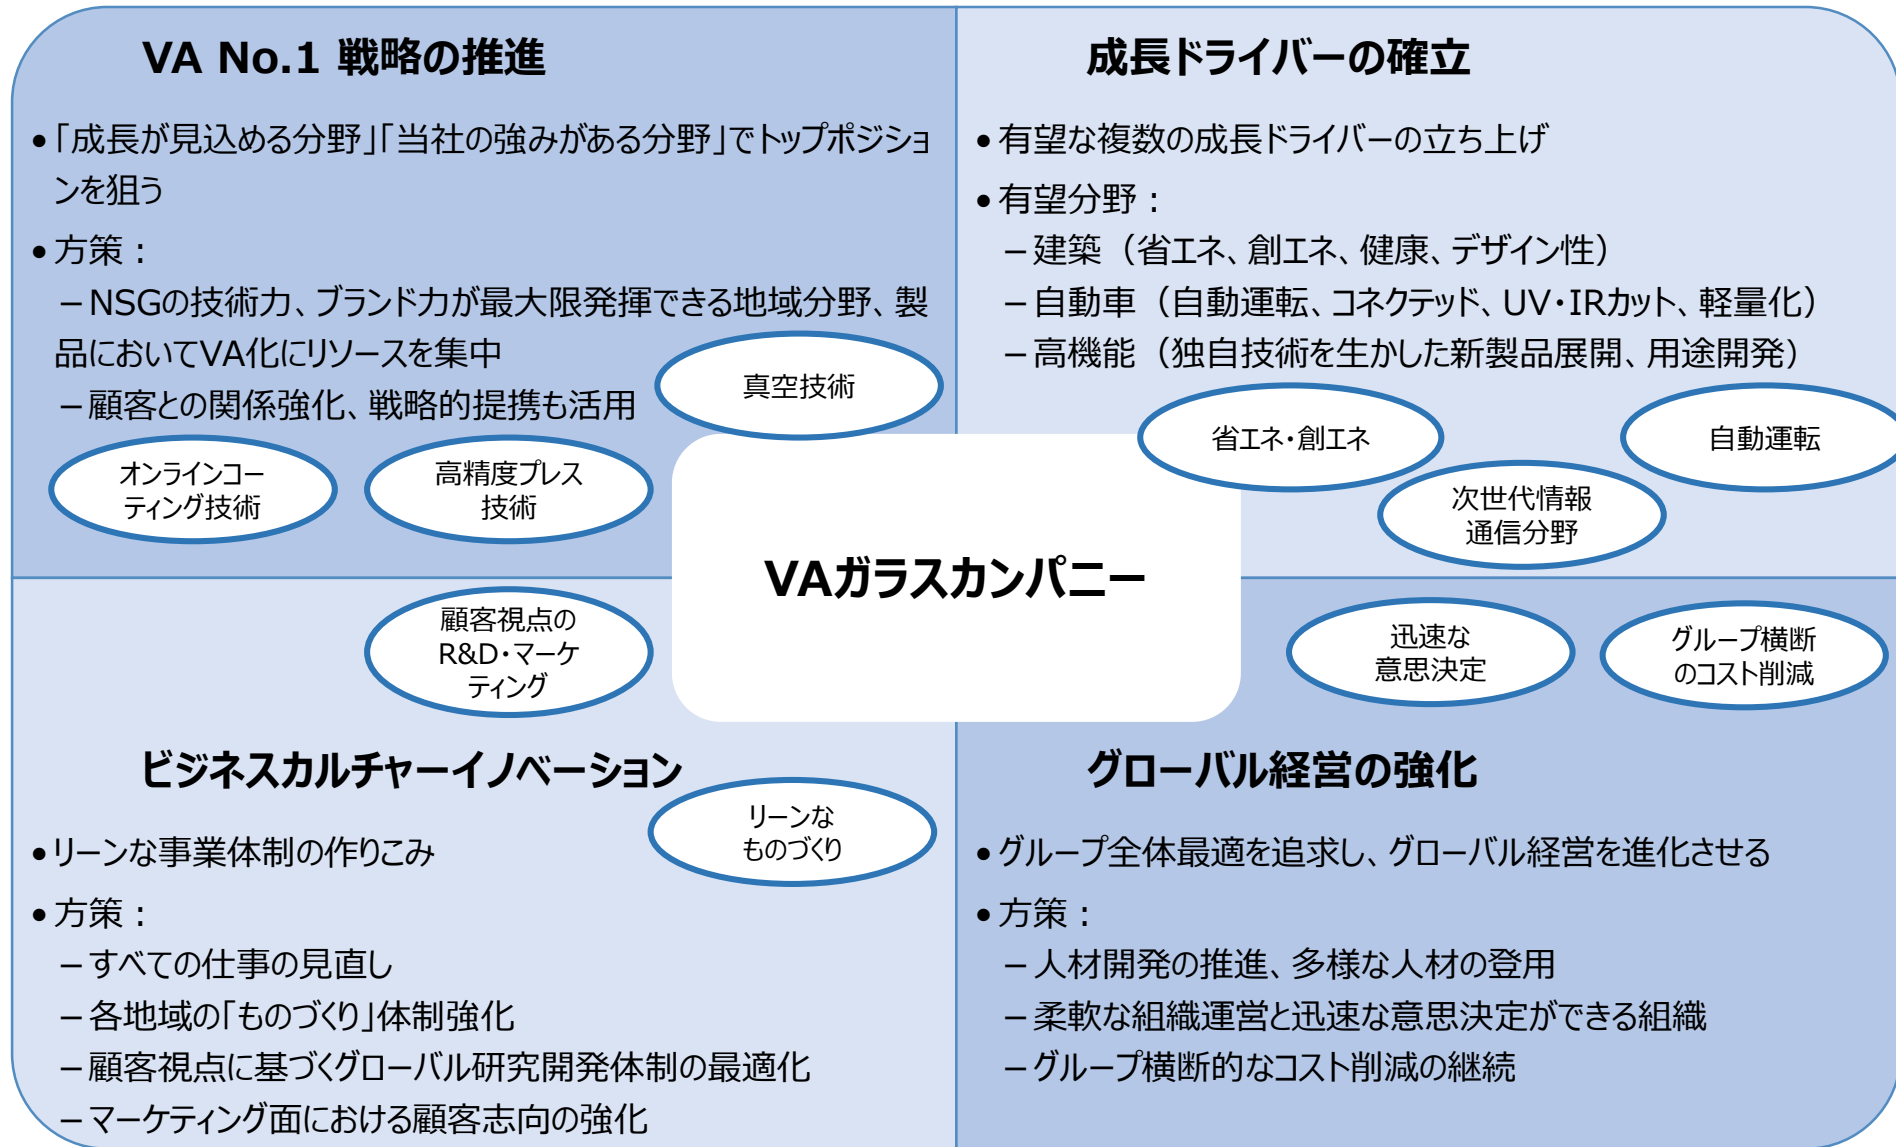 VA No.1 戦略の推進
•「成長が見込める分野」「当社の強みがある分野」でトップポジショ
ンを狙う
•方策：
－NSGの技術力、ブランド力が最大限発揮できる地域分野、製
品においてVA化にリソースを集中
－顧客との関係強化、戦略的提携も活用
真空技術
オンラインコー
ティング技術
高精度プレス
技術
成長ドライバーの確立
•有望な複数の成長ドライバーの立ち上げ
•有望分野：
－建築（省エネ、創エネ、健康、デザイン性）
－自動車（自動運転、コネクテッド、UV・IRカット、軽量化）
－高機能（独自技術を生かした新製品展開、用途開発）
省エネ・創エネ
自動運転
次世代情報
通信分野
VAガラスカンパニー
顧客視点の
R&D・マーケ
ティング
ビジネスカルチャーイノベーション
リーンな
ものづくり
•リーンな事業体制の作りこみ
•方策：
－すべての仕事の見直し
－各地域の「ものづくり」体制強化
－顧客視点に基づくグローバル研究開発体制の最適化
－マーケティング面における顧客志向の強化
迅速な
意思決定
グループ横断
のコスト削減
グローバル経営の強化
•グループ全体最適を追求し、グローバル経営を進化させる
•方策：
－人材開発の推進、多様な人材の登用
－柔軟な組織運営と迅速な意思決定ができる組織
－グループ横断的なコスト削減の継続